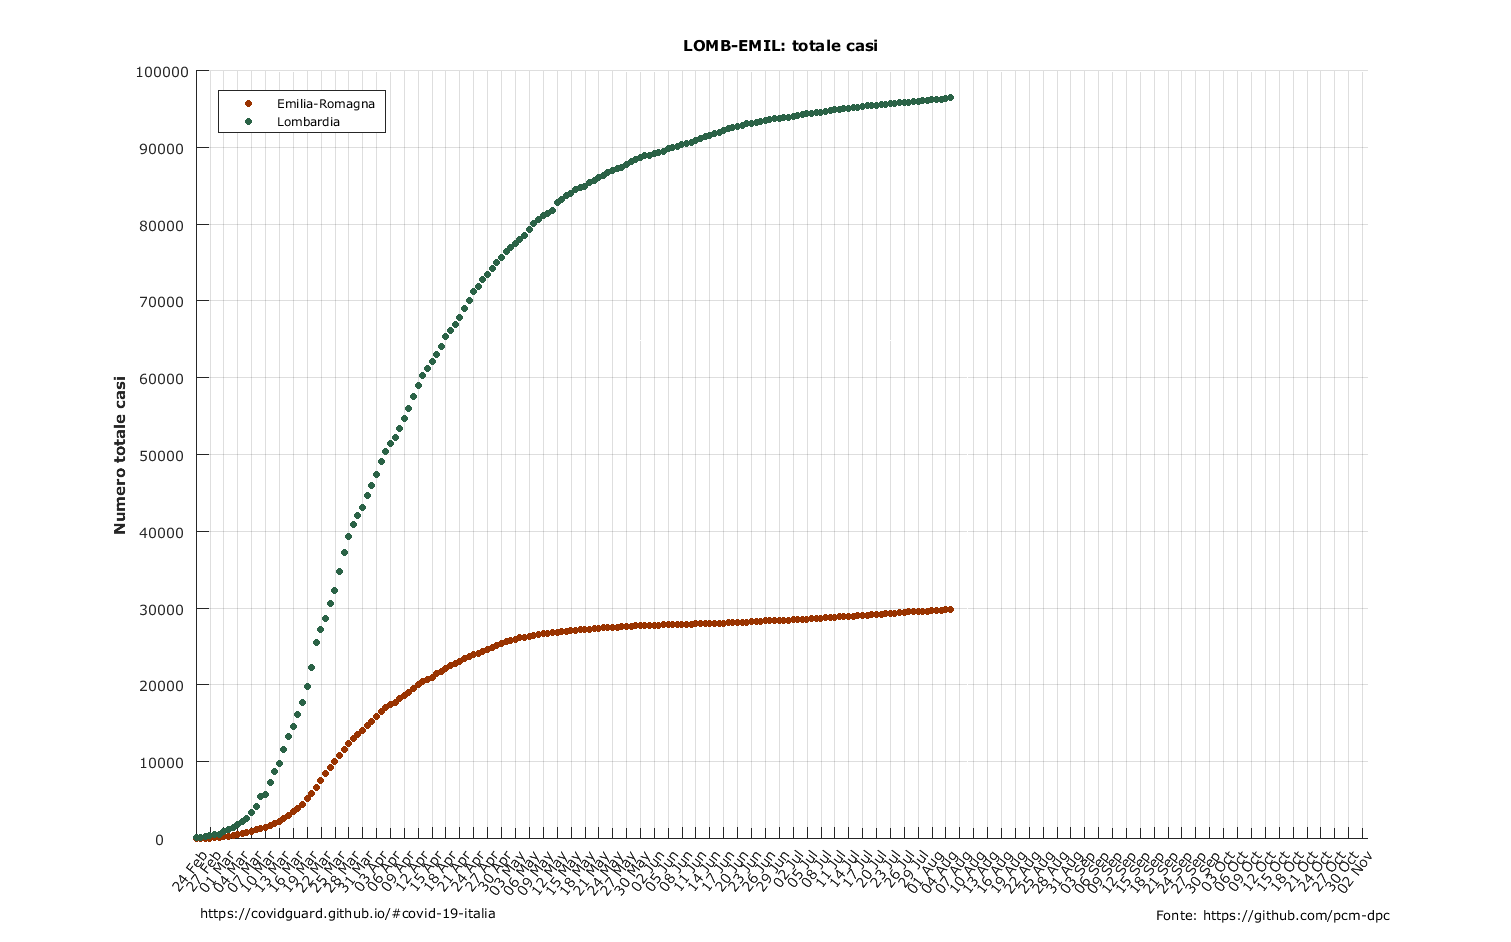 LOMB-EMIL: totale casi
Emilia-Romagna
Lombardia
Numero totale casi
100000
90000
80000
70000
60000
50000
40000
30000
20000
10000
0
24 Feb
27 Feb
01 Mar
04 Mar
07 Mar
10 Mar
13 Mar
16 Mar
19 Mar
22 Mar
25 Mar
28 Mar
31 Mar
03 Apr
06 Apr
09 Apr
12 Apr
15 Apr
18 Apr
21 Apr
24 Apr
27 Apr
30 Apr
03 May
06 May
09 May
12 May
15 May
18 May
21 May
24 May
27 May
30 May
02 Jun
05 Jun
08 Jun
11 Jun
14 Jun
17 Jun
20 Jun
23 Jun
26 Jun
29 Jun
02 Jul
05 Jul
08 Jul
11 Jul
14 Jul
17 Jul
20 Jul
23 Jul
26 Jul
29 Jul
01 Aug
04 Aug
07 Aug
10 Aug
13 Aug
16 Aug
19 Aug
22 Aug
25 Aug
28 Aug
31 Aug
03 Sep
06 Sep
09 Sep
12 Sep
15 Sep
18 Sep
21 Sep
24 Sep
27 Sep
30 Sep
03 Oct
06 Oct
09 Oct
12 Oct
15 Oct
18 Oct
21 Oct
24 Oct
27 Oct
30 Oct
02 Nov
https://covidguard.github.io/#covid-19-italia
Fonte: https://github.com/pcm-dpc